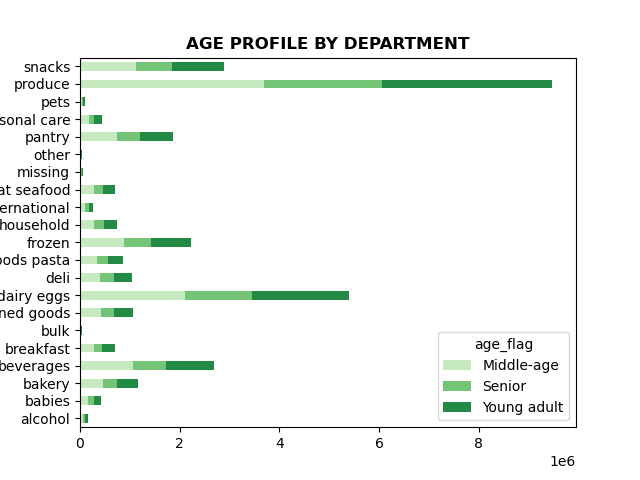 AGE PROFILE BY DEPARTMENT
snacks
produce
pets
sonal care
pantry
other
missing
at seafood
ernational
household
frozen
oods pasta
deli
dairy eggs
ned goods
bulk
breakfast
beverages
bakery
babies
alcohol
age_flag
Middle-age
Senior
Young adult
0 2 4 6 8
1e6